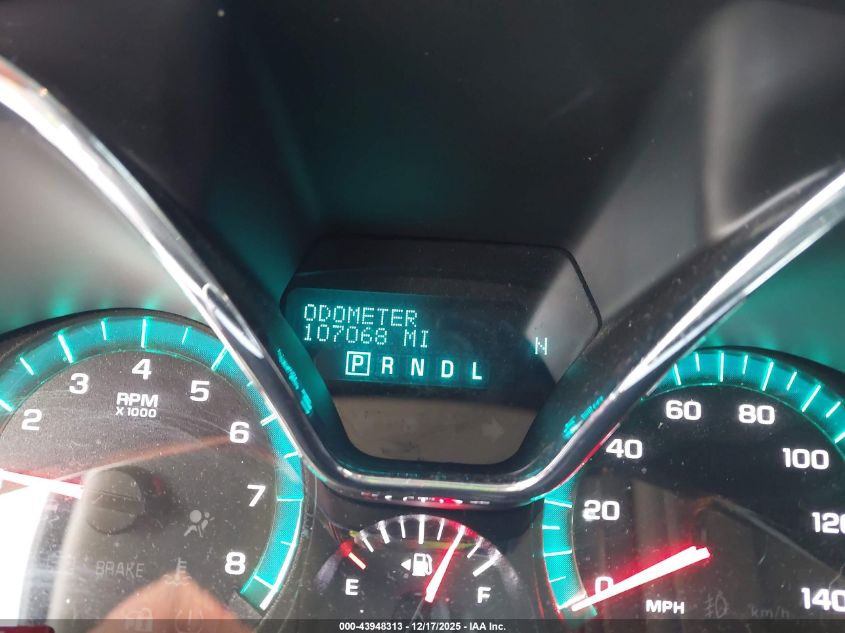 ODOMETER
107068 MI
N
P R N D L
2 3 4 5 6 7 8
RPM
X1000
BRAKE
E F
0 20 40 60 80 100 120 140
MPH
km/h
000-43948313 - 12/17/2025 - IAA Inc.